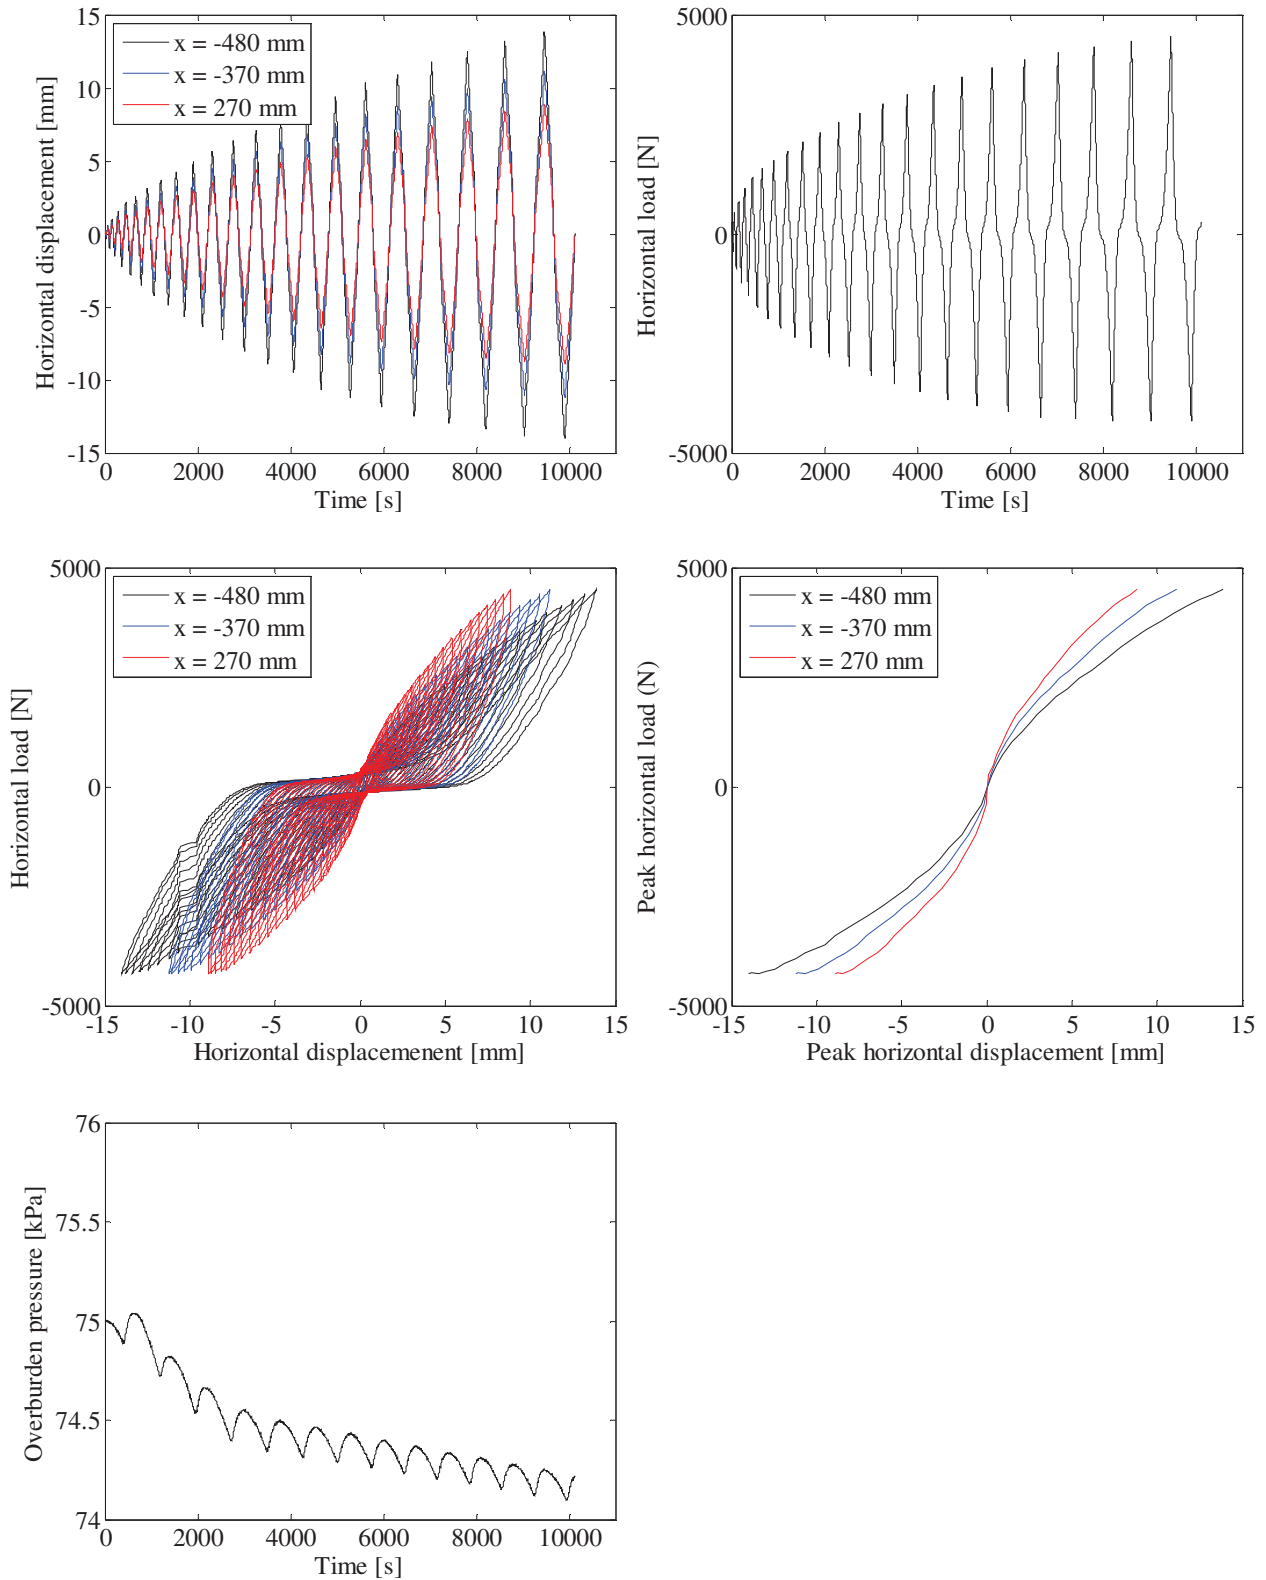 15
10
5
0
-5
-10
-15
0 2000 4000 6000 8000 10000
Time [s]
Horizontal displacement [mm]
x = -480 mm
x = -370 mm
x = 270 mm
5000
0
-5000
0 2000 4000 6000 8000 10000
Time [s]
Horizontal load [N]
5000
0
-5000
-15 -10 -5 0 5 10 15
Horizontal displacemenent [mm]
Horizontal load [N]
x = -480 mm
x = -370 mm
x = 270 mm
5000
0
-5000
-15 -10 -5 0 5 10 15
Peak horizontal displacement [mm]
Peak horizontal load (N)
x = -480 mm
x = -370 mm
x = 270 mm
76
75.5
75
74.5
74
0 2000 4000 6000 8000 10000
Time [s]
Overburden pressure [kPa]